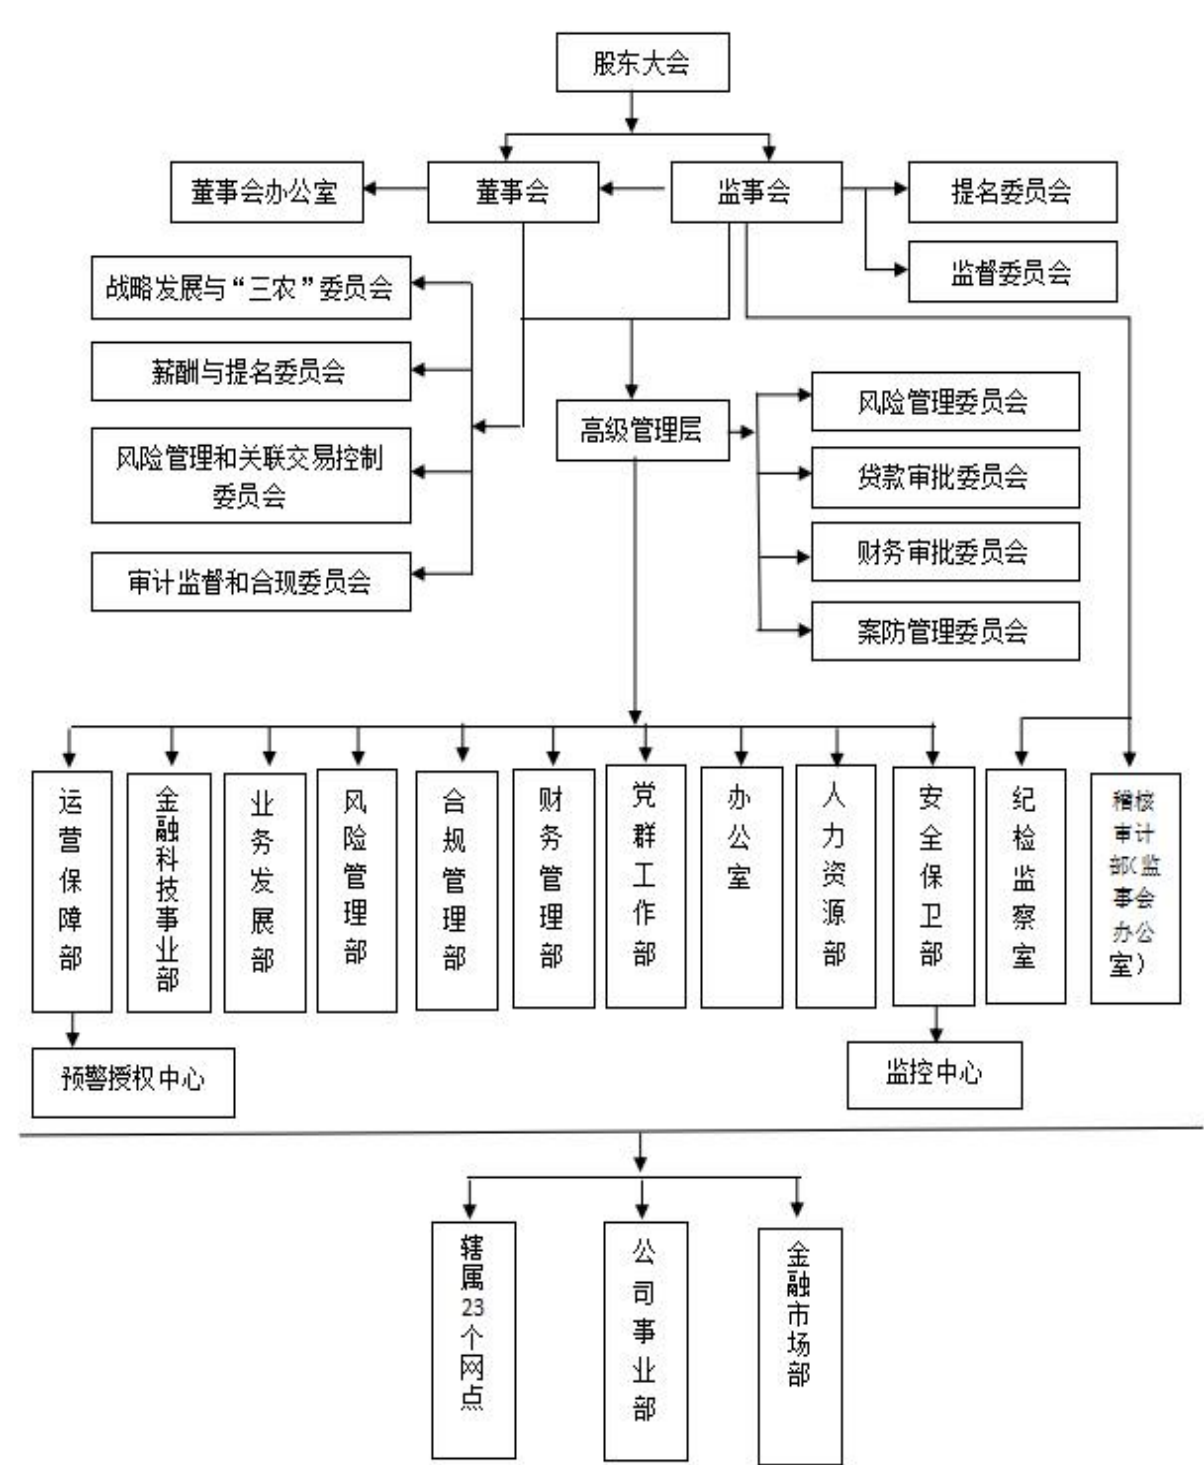 股东大会
董事会办公室
董事会
监事会
提名委员会
监督委员会
战略发展与“三农”委员会
薪酬与提名委员会
风险管理和关联交易控制
委员会
审计监督和合现委员会
高级管理层
风险管理委员会
贷款审批委员会
财务审批委员会
案防管理委员会
运营保障部
金融科技事业部
业务发展部
风险管理部
合规管理部
财务管理部
党群工作部
办公室
人力资源部
安全保卫部
纪检监察室
稽核
审计
部（监
事会
办公
室）
预警授权中心
监控中心
辖属23个网点
公司事业部
金融市场部